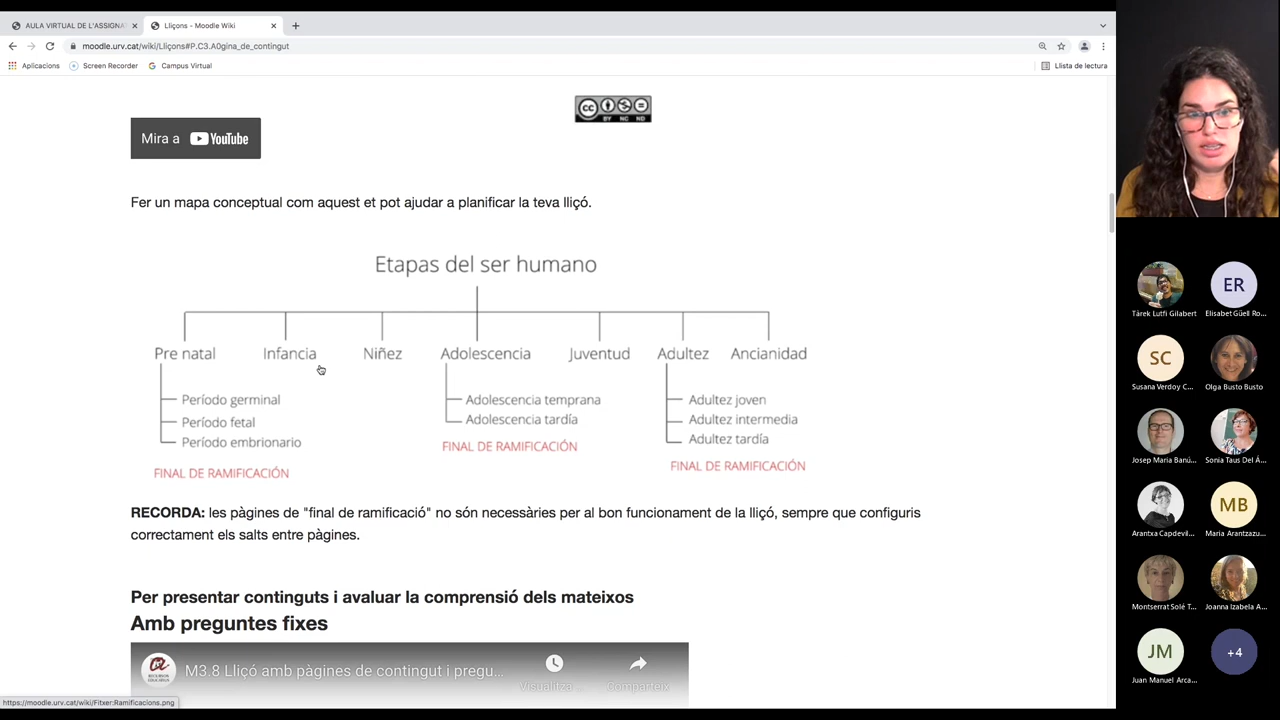 AULA VIRTUAL DE L'ASSIGNAT
Lliçons - Moodle Wiki
moodle.urv.cat/wiki/Lliçons#P.C3.A0gina_de_contingut
Aplicacions
Screen Recorder
Campus Virtual
Llista de lectura
CC BY NC ND
Mira a YouTube
Fer un mapa conceptual com aquest et pot ajudar a planificar la teva lliçó.
Etapas del ser humano
Pre natal
Infancia
Niñez
Adolescencia
Juventud
Adultez
Ancianidad
Período germinal
Período fetal
Período embrionario
FINAL DE RAMIFICACIÓN
Adolescencia temprana
Adolescencia tardía
FINAL DE RAMIFICACIÓN
Adultez joven
Adultez intermedia
Adultez tardía
FINAL DE RAMIFICACIÓN
RECORDA: les pàgines de "final de ramificació" no són necessàries per al bon funcionament de la lliçó, sempre que configuris
correctament els salts entre pàgines.
Per presentar continguts i avaluar la comprensió dels mateixos
Amb preguntes fixes
M3.8 Lliçó amb pàgines de contingut i pregu...
Visualitza ...
Comparteix
https://moodle.urv.cat/wiki/Fitxer:Ramificacions.png
Tàrek Lutfi Gilabert
ER
Elisabet Güell Ro...
SC
Susana Verdoy C...
Olga Busto Busto
Josep Maria Banú...
Sonia Taus Del Á...
Arantxa Capdevil...
MB
Maria Arantzazu...
Montserrat Solé T...
Joanna Izabela A...
JM
Juan Manuel Arca...
+4